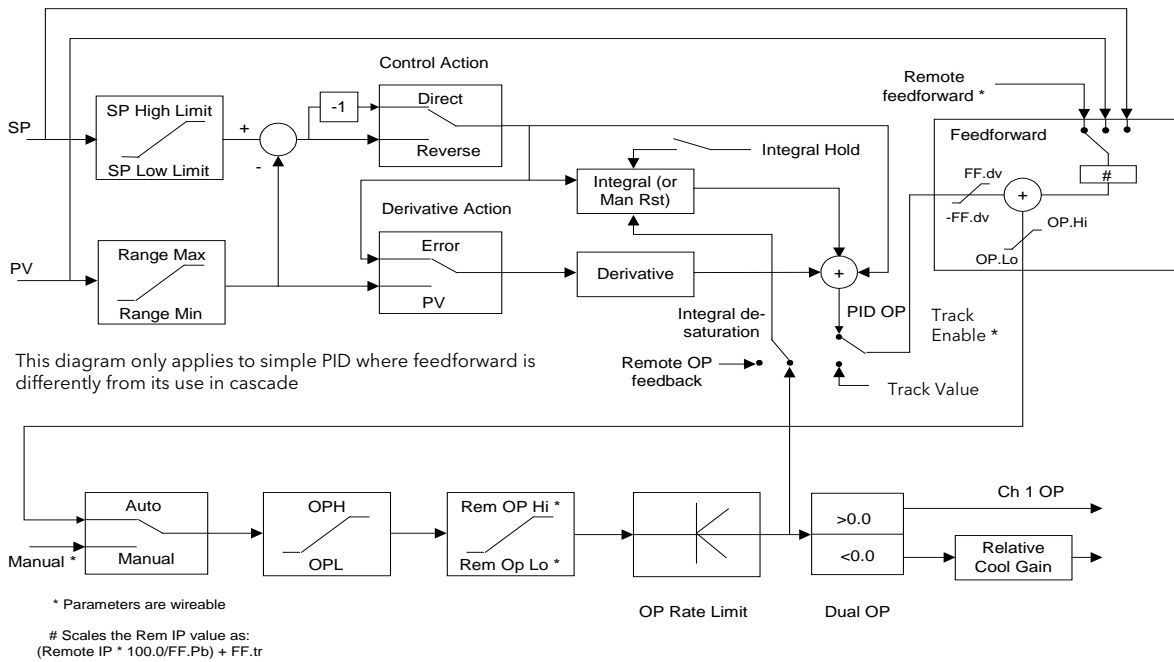 Control Action
SP
SP High Limit
SP Low Limit
+
-
-1
Direct
Reverse
Remote
feedforward *
Feedforward
#
Integral Hold
Integral (or
Man Rst)
FF.dv
-FF.dv
+
OP.Hi
OP.Lo
Derivative Action
PV
Range Max
Range Min
Error
PV
Derivative
+
PID OP
Integral de-
saturation
Track
Enable *
Remote OP
feedback
Track Value
This diagram only applies to simple PID where feedforward is
differently from its use in cascade
Manual *
Auto
Manual
OPH
OPL
Rem OP Hi *
Rem Op Lo *
OP Rate Limit
>0.0
<0.0
Dual OP
Ch 1 OP
Relative
Cool Gain
* Parameters are wireable
# Scales the Rem IP value as:
(Remote IP * 100.0/FF.Pb) + FF.tr